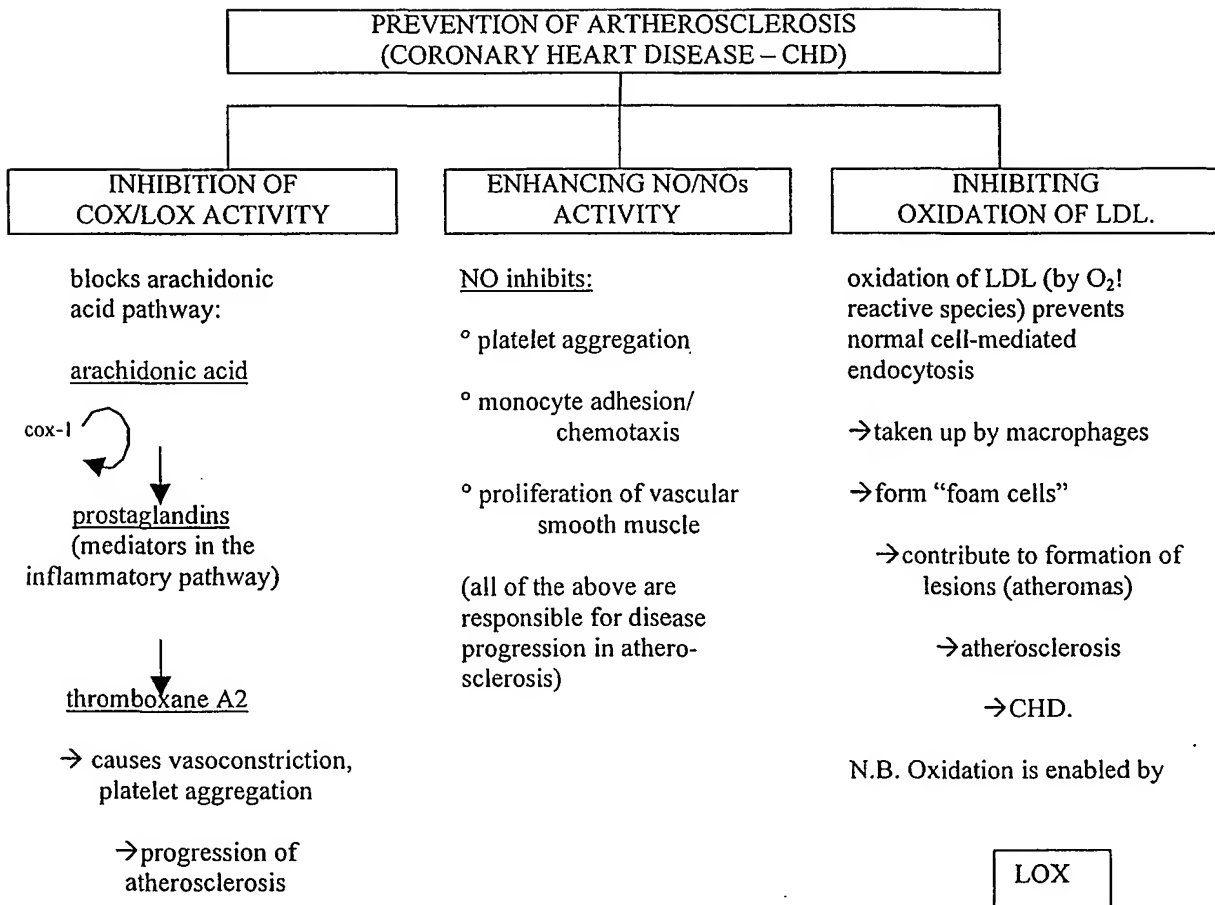 PREVENTION OF ARTHEROSCLEROSIS
(CORONARY HEART DISEASE – CHD)
INHIBITION OF
COX/LOX ACTIVITY
blocks arachidonic
acid pathway:
arachidonic acid
cox-1
prostaglandins
(mediators in the
inflammatory pathway)
thromboxane A2
→ causes vasoconstriction,
platelet aggregation
→progression of
atherosclerosis
ENHANCING NO/NOs
ACTIVITY
NO inhibits:
° platelet aggregation
° monocyte adhesion/
chemotaxis
° proliferation of vascular
smooth muscle
(all of the above are
responsible for disease
progression in athero-
sclerosis)
INHIBITING
OXIDATION OF LDL.
oxidation of LDL (by O₂!
reactive species) prevents
normal cell-mediated
endocytosis
→taken up by macrophages
→form “foam cells”
→contribute to formation of
lesions (atheromas)
→atherosclerosis
→CHD.
N.B. Oxidation is enabled by
LOX